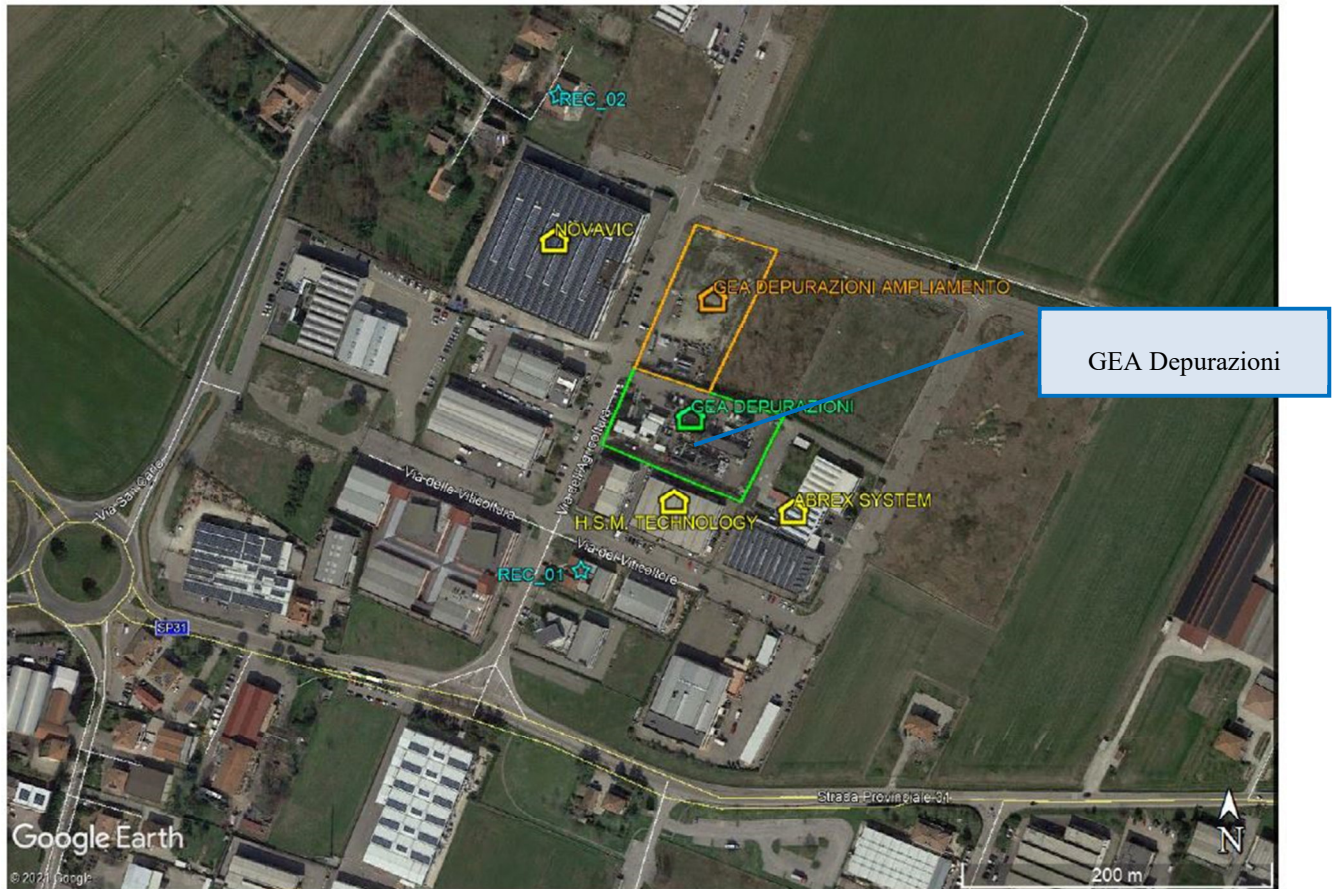 REC_02
NOVAVIC
GEA DEPURAZIONI AMPLIAMENTO
GEA Depurazioni
GEA DEPURAZIONI
Via dell'Agricoltura
Via delle Viticoltura
Via San Carlo
ABREX SYSTEM
H.S.M. TECHNOLOGY
Via del Viticoltore
REC_01
SP31
Strada Provinciale 31
Google Earth
N
© 2021 Google
200 m